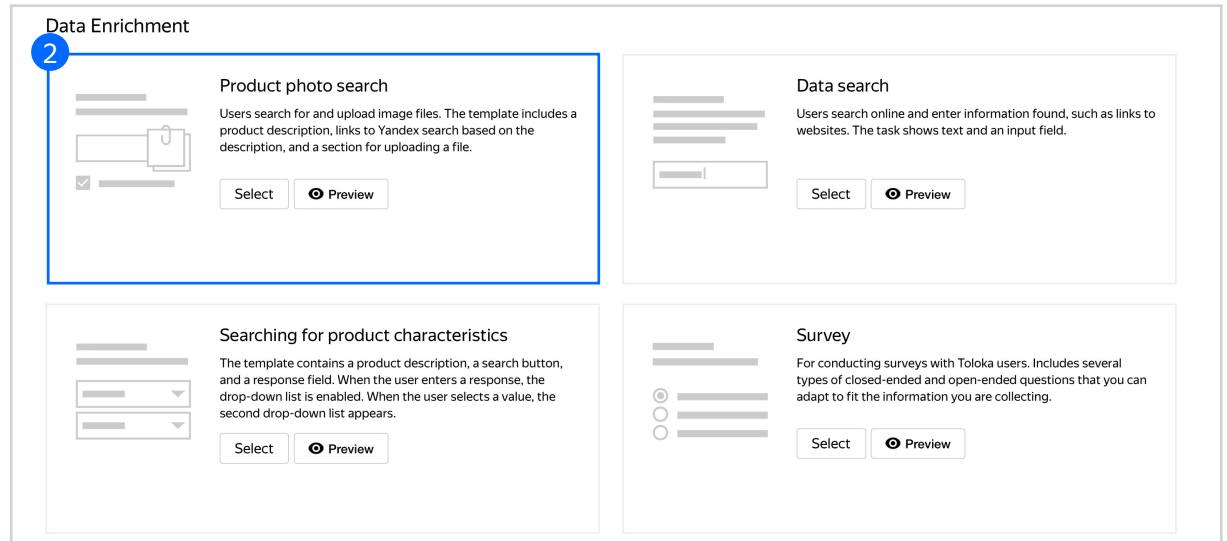 Data Enrichment
2
Product photo search
Users search for and upload image files. The template includes a
product description, links to Yandex search based on the
description, and a section for uploading a file.
Select Preview
Data search
Users search online and enter information found, such as links to
websites. The task shows text and an input field.
Select Preview
Searching for product characteristics
The template contains a product description, a search button,
and a response field. When the user enters a response, the
drop-down list is enabled. When the user selects a value, the
second drop-down list appears.
Select Preview
Survey
For conducting surveys with Toloka users. Includes several
types of closed-ended and open-ended questions that you can
adapt to fit the information you are collecting.
Select Preview